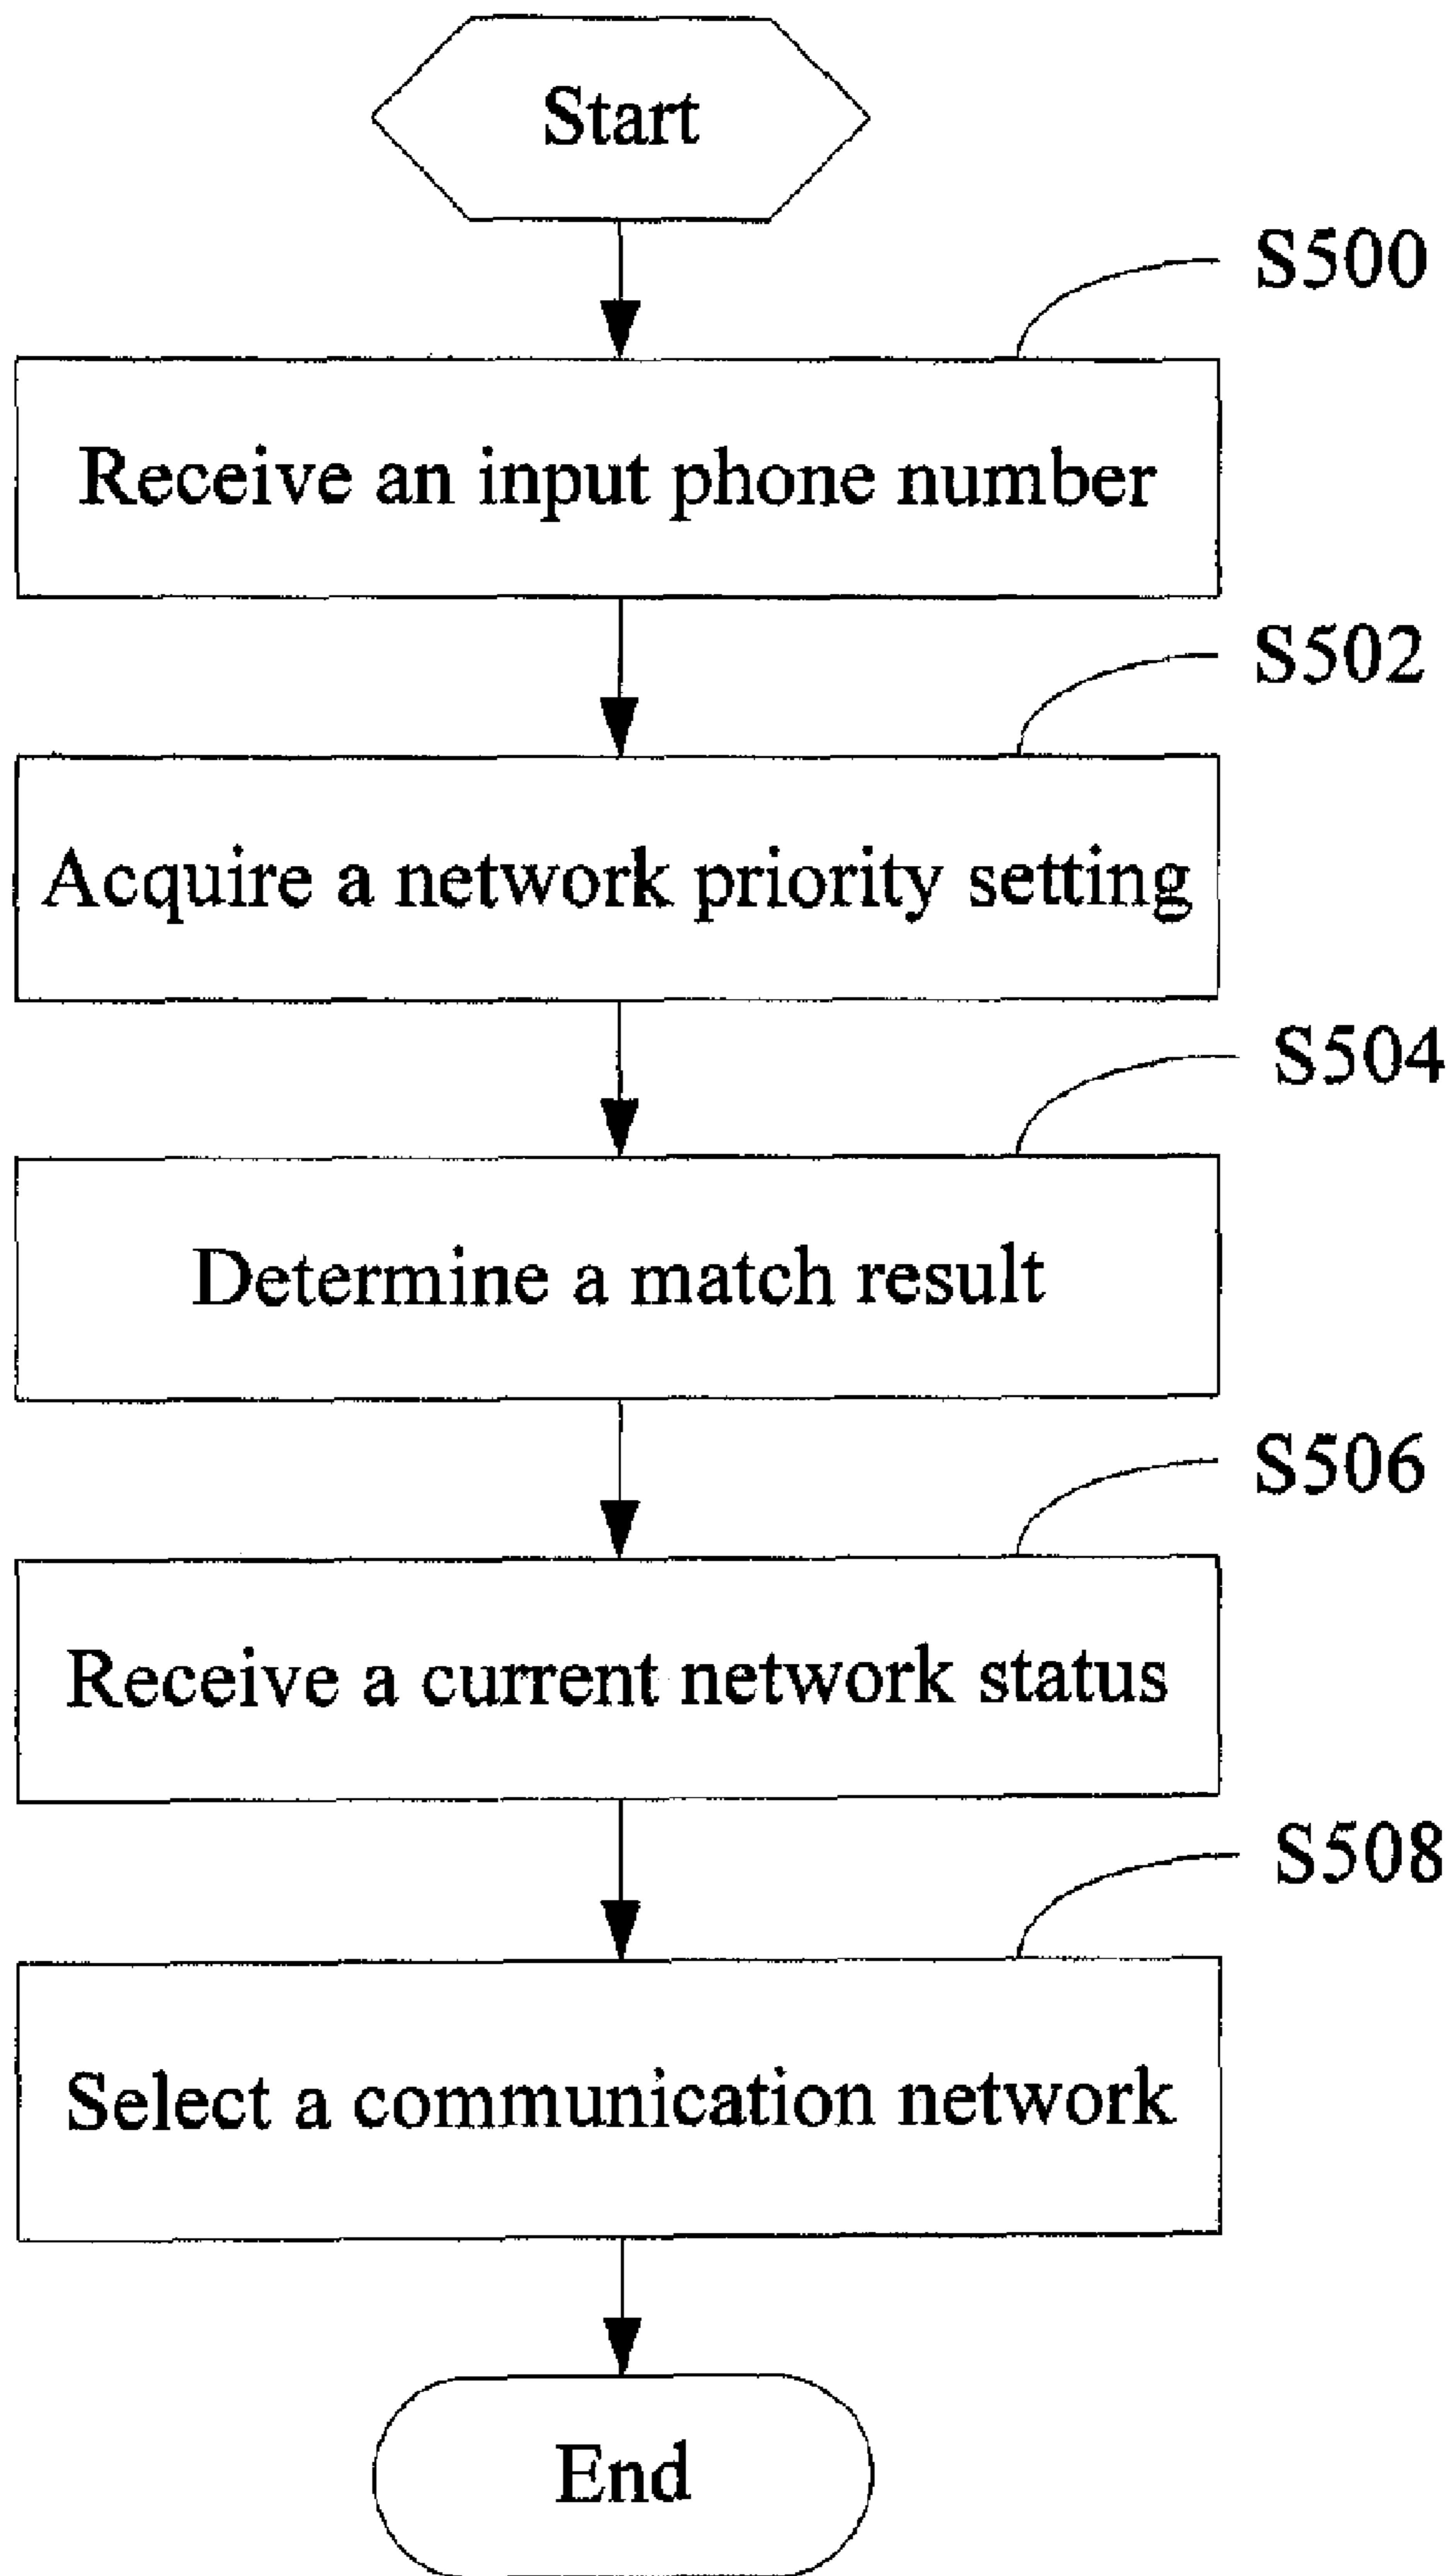 Start
S500
Receive an input phone number
S502
Acquire a network priority setting
S504
Determine a match result
S506
Receive a current network status
S508
Select a communication network
End